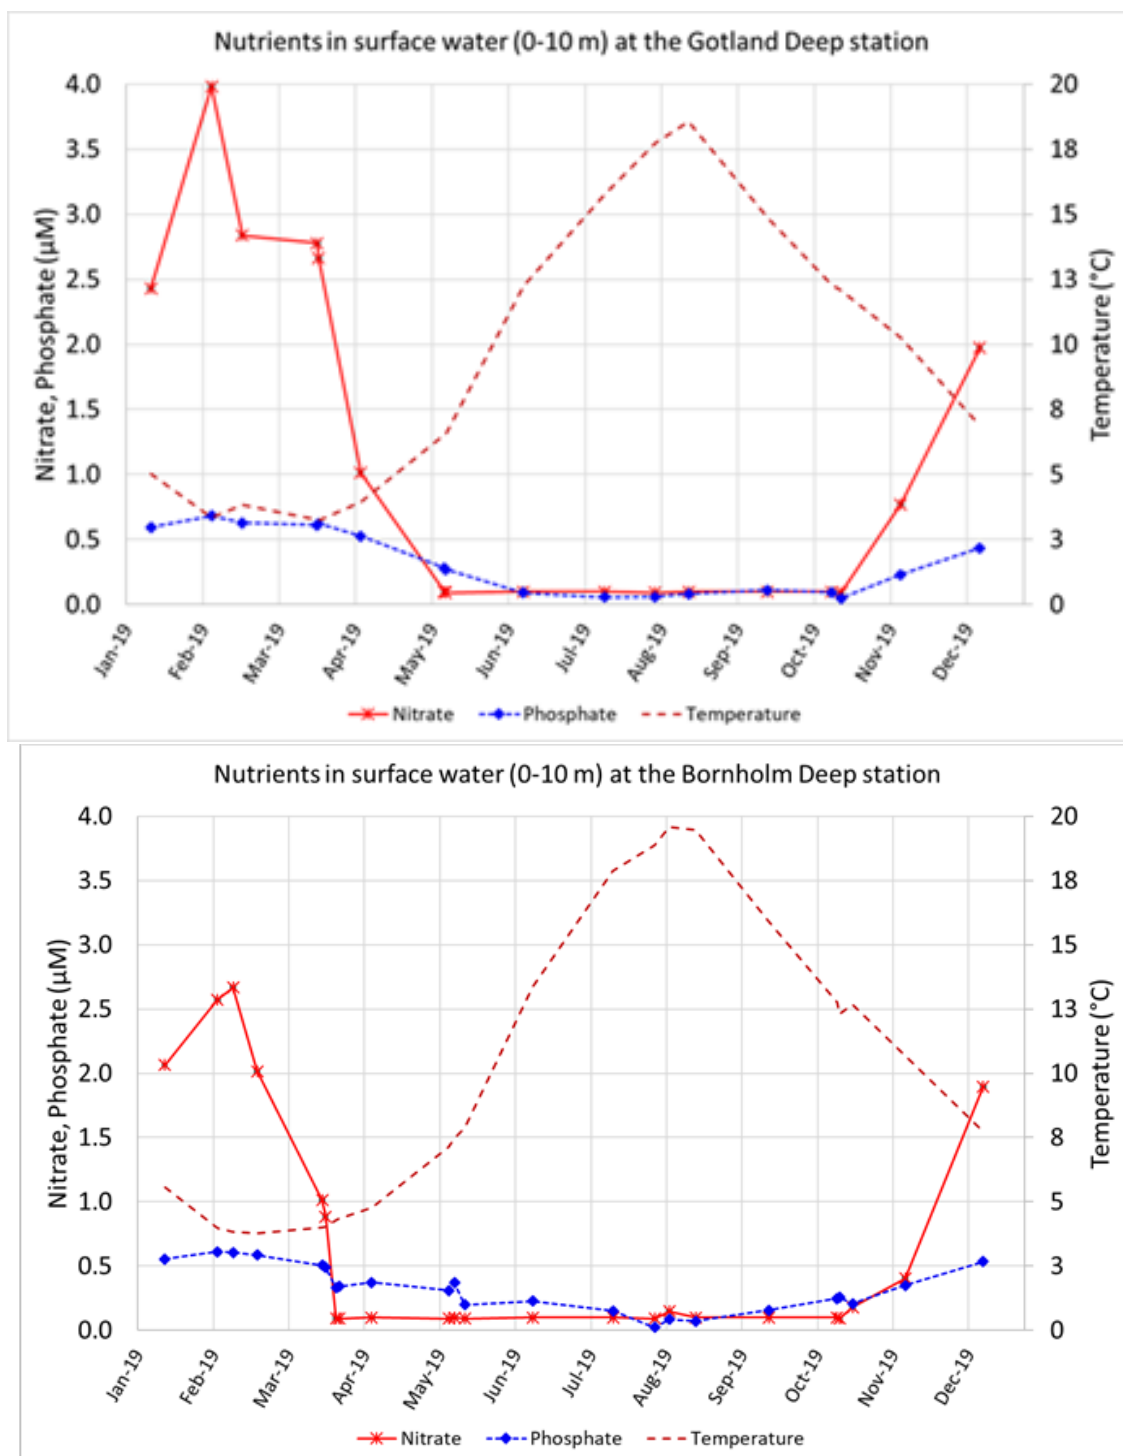 Nutrients in surface water (0-10 m) at the Gotland Deep station
4.0
3.5
3.0
2.5
2.0
1.5
1.0
0.5
0.0
Nitrate, Phosphate (µM)
20
18
15
13
10
8
5
3
0
Temperature (°C)
Jan-19
Feb-19
Mar-19
Apr-19
May-19
Jun-19
Jul-19
Aug-19
Sep-19
Oct-19
Nov-19
Dec-19
Nitrate Phosphate Temperature
Nutrients in surface water (0-10 m) at the Bornholm Deep station
4.0
3.5
3.0
2.5
2.0
1.5
1.0
0.5
0.0
Nitrate, Phosphate (µM)
20
18
15
13
10
8
5
3
0
Temperature (°C)
Jan-19
Feb-19
Mar-19
Apr-19
May-19
Jun-19
Jul-19
Aug-19
Sep-19
Oct-19
Nov-19
Dec-19
Nitrate Phosphate Temperature